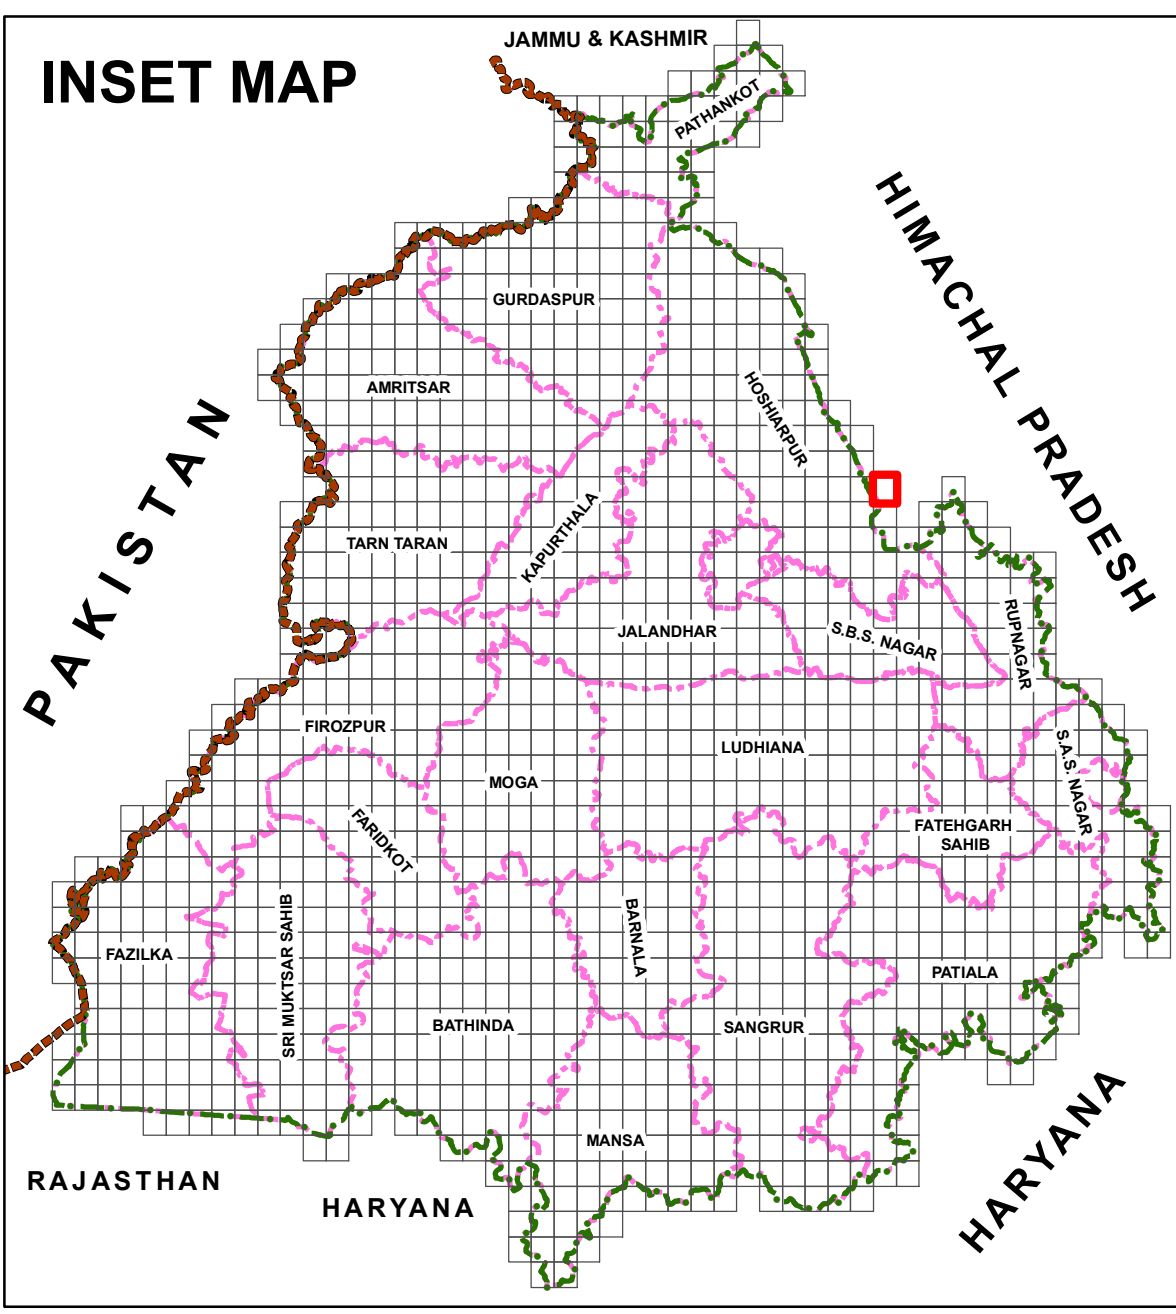 JAMMU & KASHMIR
INSET MAP
PATHANKOT
HIMACHAL PRADESH
GURDASPUR
AMRITSAR
HOSHIARPUR
PAKISTAN
KAPURTHALA
TARN TARAN
JALANDHAR
S.B.S. NAGAR
RUPNAGAR
FIROZPUR
LUDHIANA
S.A.S. NAGAR
MOGA
FARIDKOT
FATEHGARH
SAHIB
SRI MUKTSAR SAHIB
BARNALA
FAZILKA
PATIALA
BATHINDA
SANGRUR
MANSA
RAJASTHAN
HARYANA
HARYANA